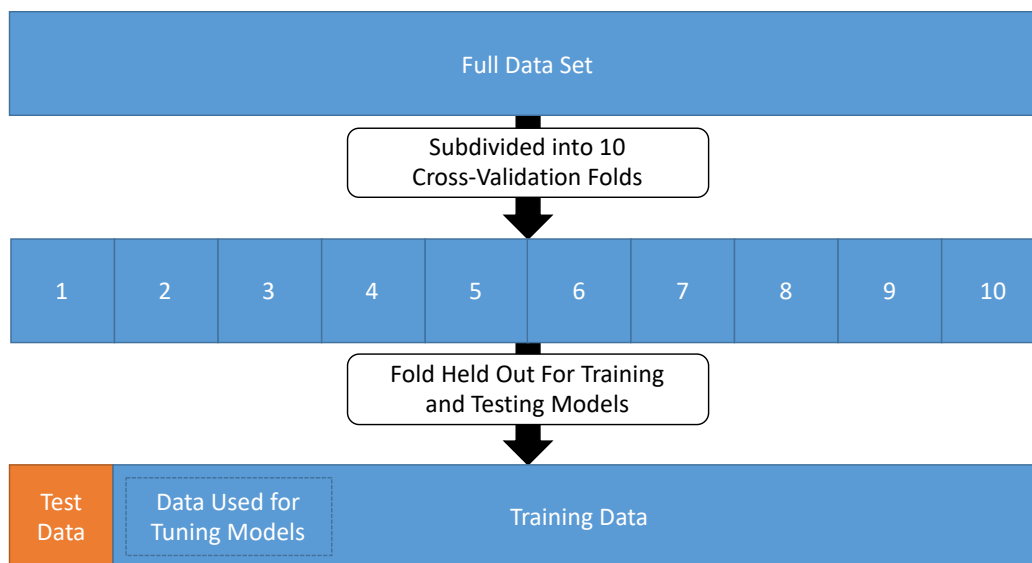 Full Data Set
Subdivided into 10
Cross-Validation Folds
1 2 3 4 5 6 7 8 9 10
Fold Held Out For Training
and Testing Models
Test
Data
Data Used for
Tuning Models
Training Data